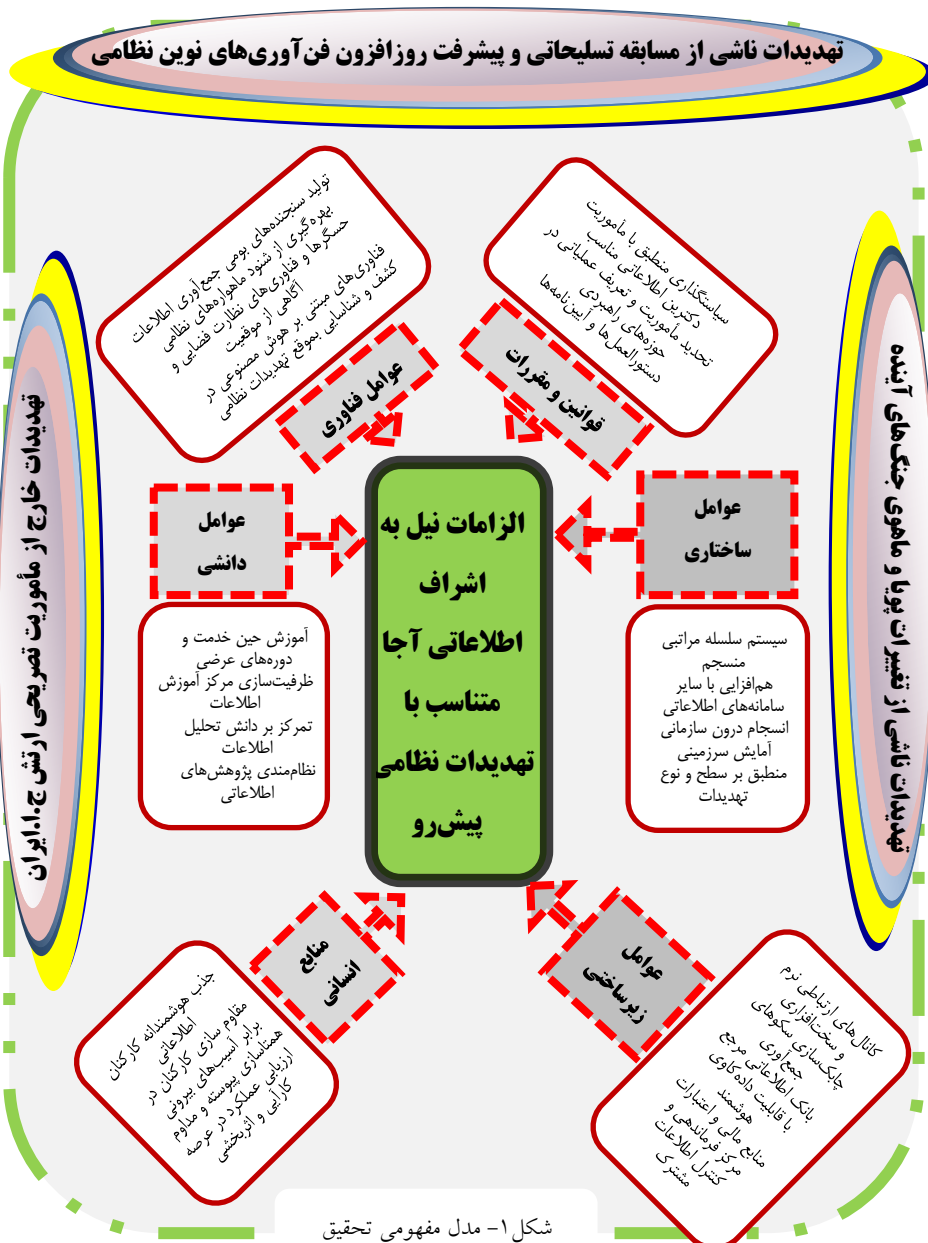 تهدیدات ناشی از مسابقه تسلیحاتی و پیشرفت روزافزون فن‌آوری‌های نوین نظامی
سیاستگذاری منطبق با مأموریت
دکترین اطلاعاتی مناسب
تحدید مأموریت و تعریف عملیاتی در
حوزه‌های راهبردی
دستورالعمل‌ها و آیین نامه‌ها
قوانین و مقررات
تولید سنجنده‌های بومی جمع‌آوری اطلاعات
بهره‌گیری از شنود ماهواره‌های نظامی
حسگرها و فناوری‌های نظارت فضایی و
آگاهی از موقعیت
فناوری‌های مبتنی بر هوش مصنوعی در
کشف و شناسایی بموقع تهدیدات نظامی
عوامل فناوری
تهدیدات ناشی از تغییرات پویا و ماهوی جنگ‌های آینده
عوامل
ساختاری
سیستم سلسله مراتبی
منسجم
هم‌افزایی با سایر
سامانه‌های اطلاعاتی
انسجام درون سازمانی
آمایش سرزمینی
منطبق بر سطح و نوع
تهدیدات
الزامات نیل به
اشراف
اطلاعاتی آجا
متناسب با
تهدیدات نظامی
پیش‌رو
عوامل
دانشی
آموزش حین خدمت و
دوره‌های عرضی
ظرفیت‌سازی مرکز آموزش
اطلاعات
تمرکز بر دانش تحلیل
اطلاعات
نظام‌مندی پژوهش‌های
اطلاعاتی
تهدیدات خارج از مأموریت تصریحی ارتش ج.ا.ایران
عوامل
زیرساختی
کانال‌های ارتباطی نرم
و سخت‌افزاری
چابک‌سازی سکوهای
جمع‌آوری
بانک اطلاعاتی مرجع
با قابلیت داده‌کاوی
هوشمند
منابع مالی و اعتبارات
مرکز فرماندهی و
کنترل اطلاعات
مشترک
منابع
انسانی
جذب هوشمندانه کارکنان
اطلاعاتی
مقاوم سازی کارکنان در
برابر آسیب‌های بیرونی
همتاسازی پیوسته و مداوم
ارزیابی عملکرد در عرصه
کارآیی و اثربخشی
شکل۱- مدل مفهومی تحقیق